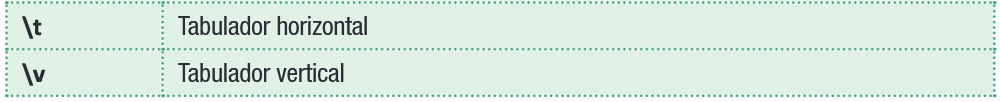 \t Tabulador horizontal
\v Tabulador vertical